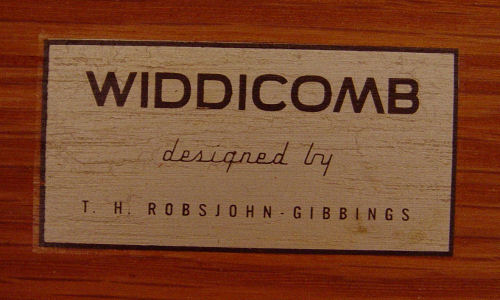 WIDDICOMB
designed by
T. H. ROBSJOHN-GIBBINGS